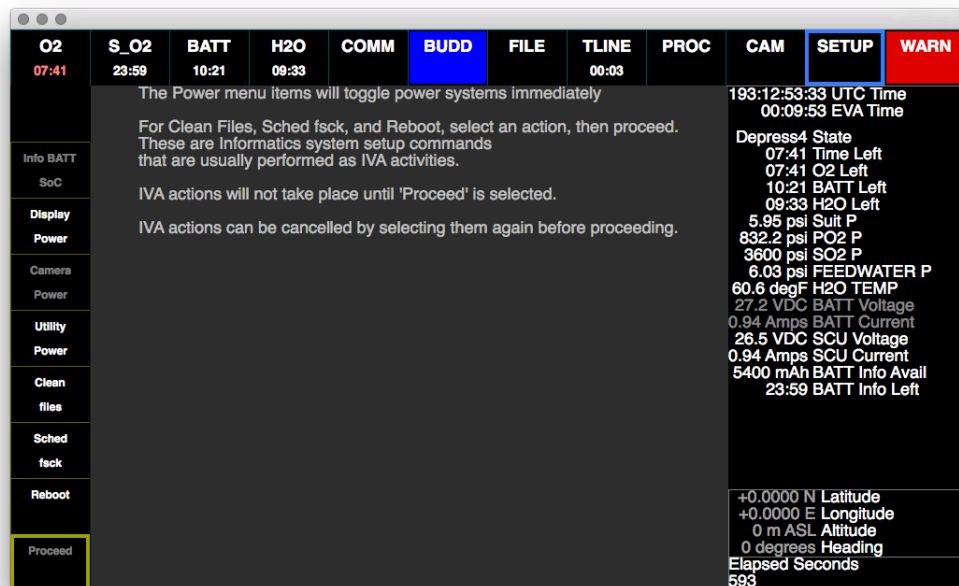 O2 S_O2 BATT H2O COMM BUDD FILE TLINE PROC CAM SETUP WARN
07:41 23:59 10:21 09:33 00:03
Info BATT
SoC
Display
Power
Camera
Power
Utility
Power
Clean
files
Sched
fsck
Reboot
Proceed
The Power menu items will toggle power systems immediately
For Clean Files, Sched fsck, and Reboot, select an action, then proceed.
These are Informatics system setup commands
that are usually performed as IVA activities.
IVA actions will not take place until 'Proceed' is selected.
IVA actions can be cancelled by selecting them again before proceeding.
193:12:53:33 UTC Time
00:09:53 EVA Time
Depress4 State
07:41 Time Left
07:41 O2 Left
10:21 BATT Left
09:33 H2O Left
5.95 psi Suit P
832.2 psi PO2 P
3600 psi SO2 P
6.03 psi FEEDWATER P
60.6 degF H2O TEMP
27.2 VDC BATT Voltage
0.94 Amps BATT Current
26.5 VDC SCU Voltage
0.94 Amps SCU Current
5400 mAh BATT Info Avail
23:59 BATT Info Left
+0.0000 N Latitude
+0.0000 E Longitude
0 m ASL Altitude
0 degrees Heading
Elapsed Seconds
593